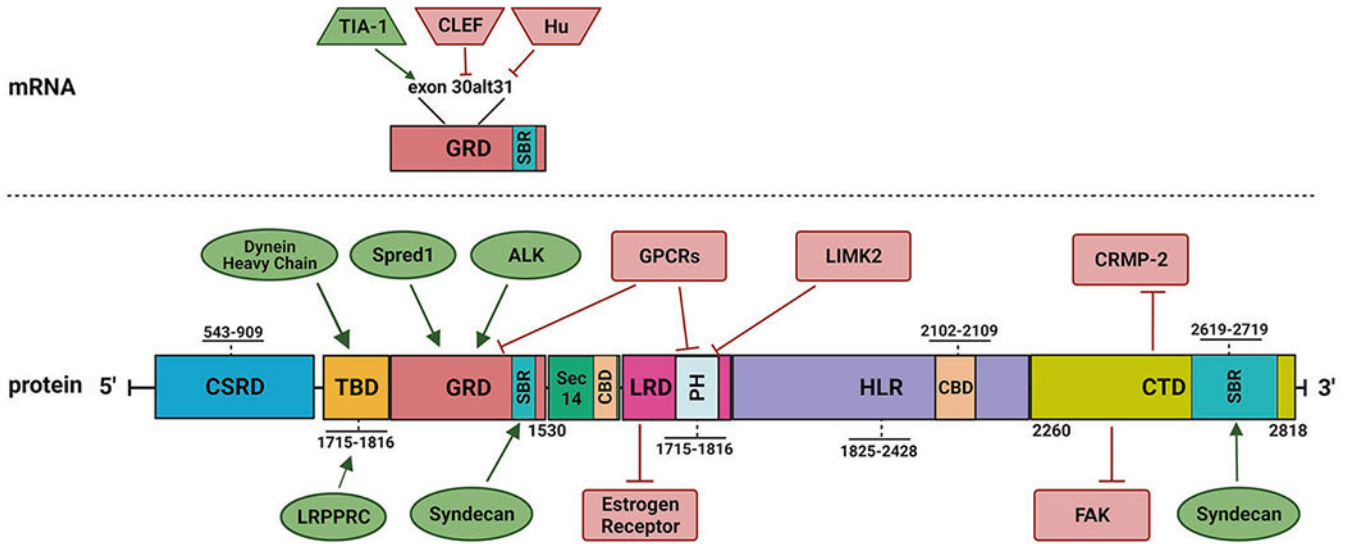 TIA-1 CLEF Hu
mRNA
exon 30alt31
GRD SBR
Dynein
Heavy Chain
Spred1
ALK
GPCRs
LIMK2
CRMP-2
543-909
2102-2109
2619-2719
protein 5' CSRD TBD GRD SBR Sec
14 CBD LRD PH HLR CBD CTD SBR 3'
1715-1816
1530
1715-1816
1825-2428
2260
2818
LRPPRC
Syndecan
Estrogen
Receptor
FAK
Syndecan